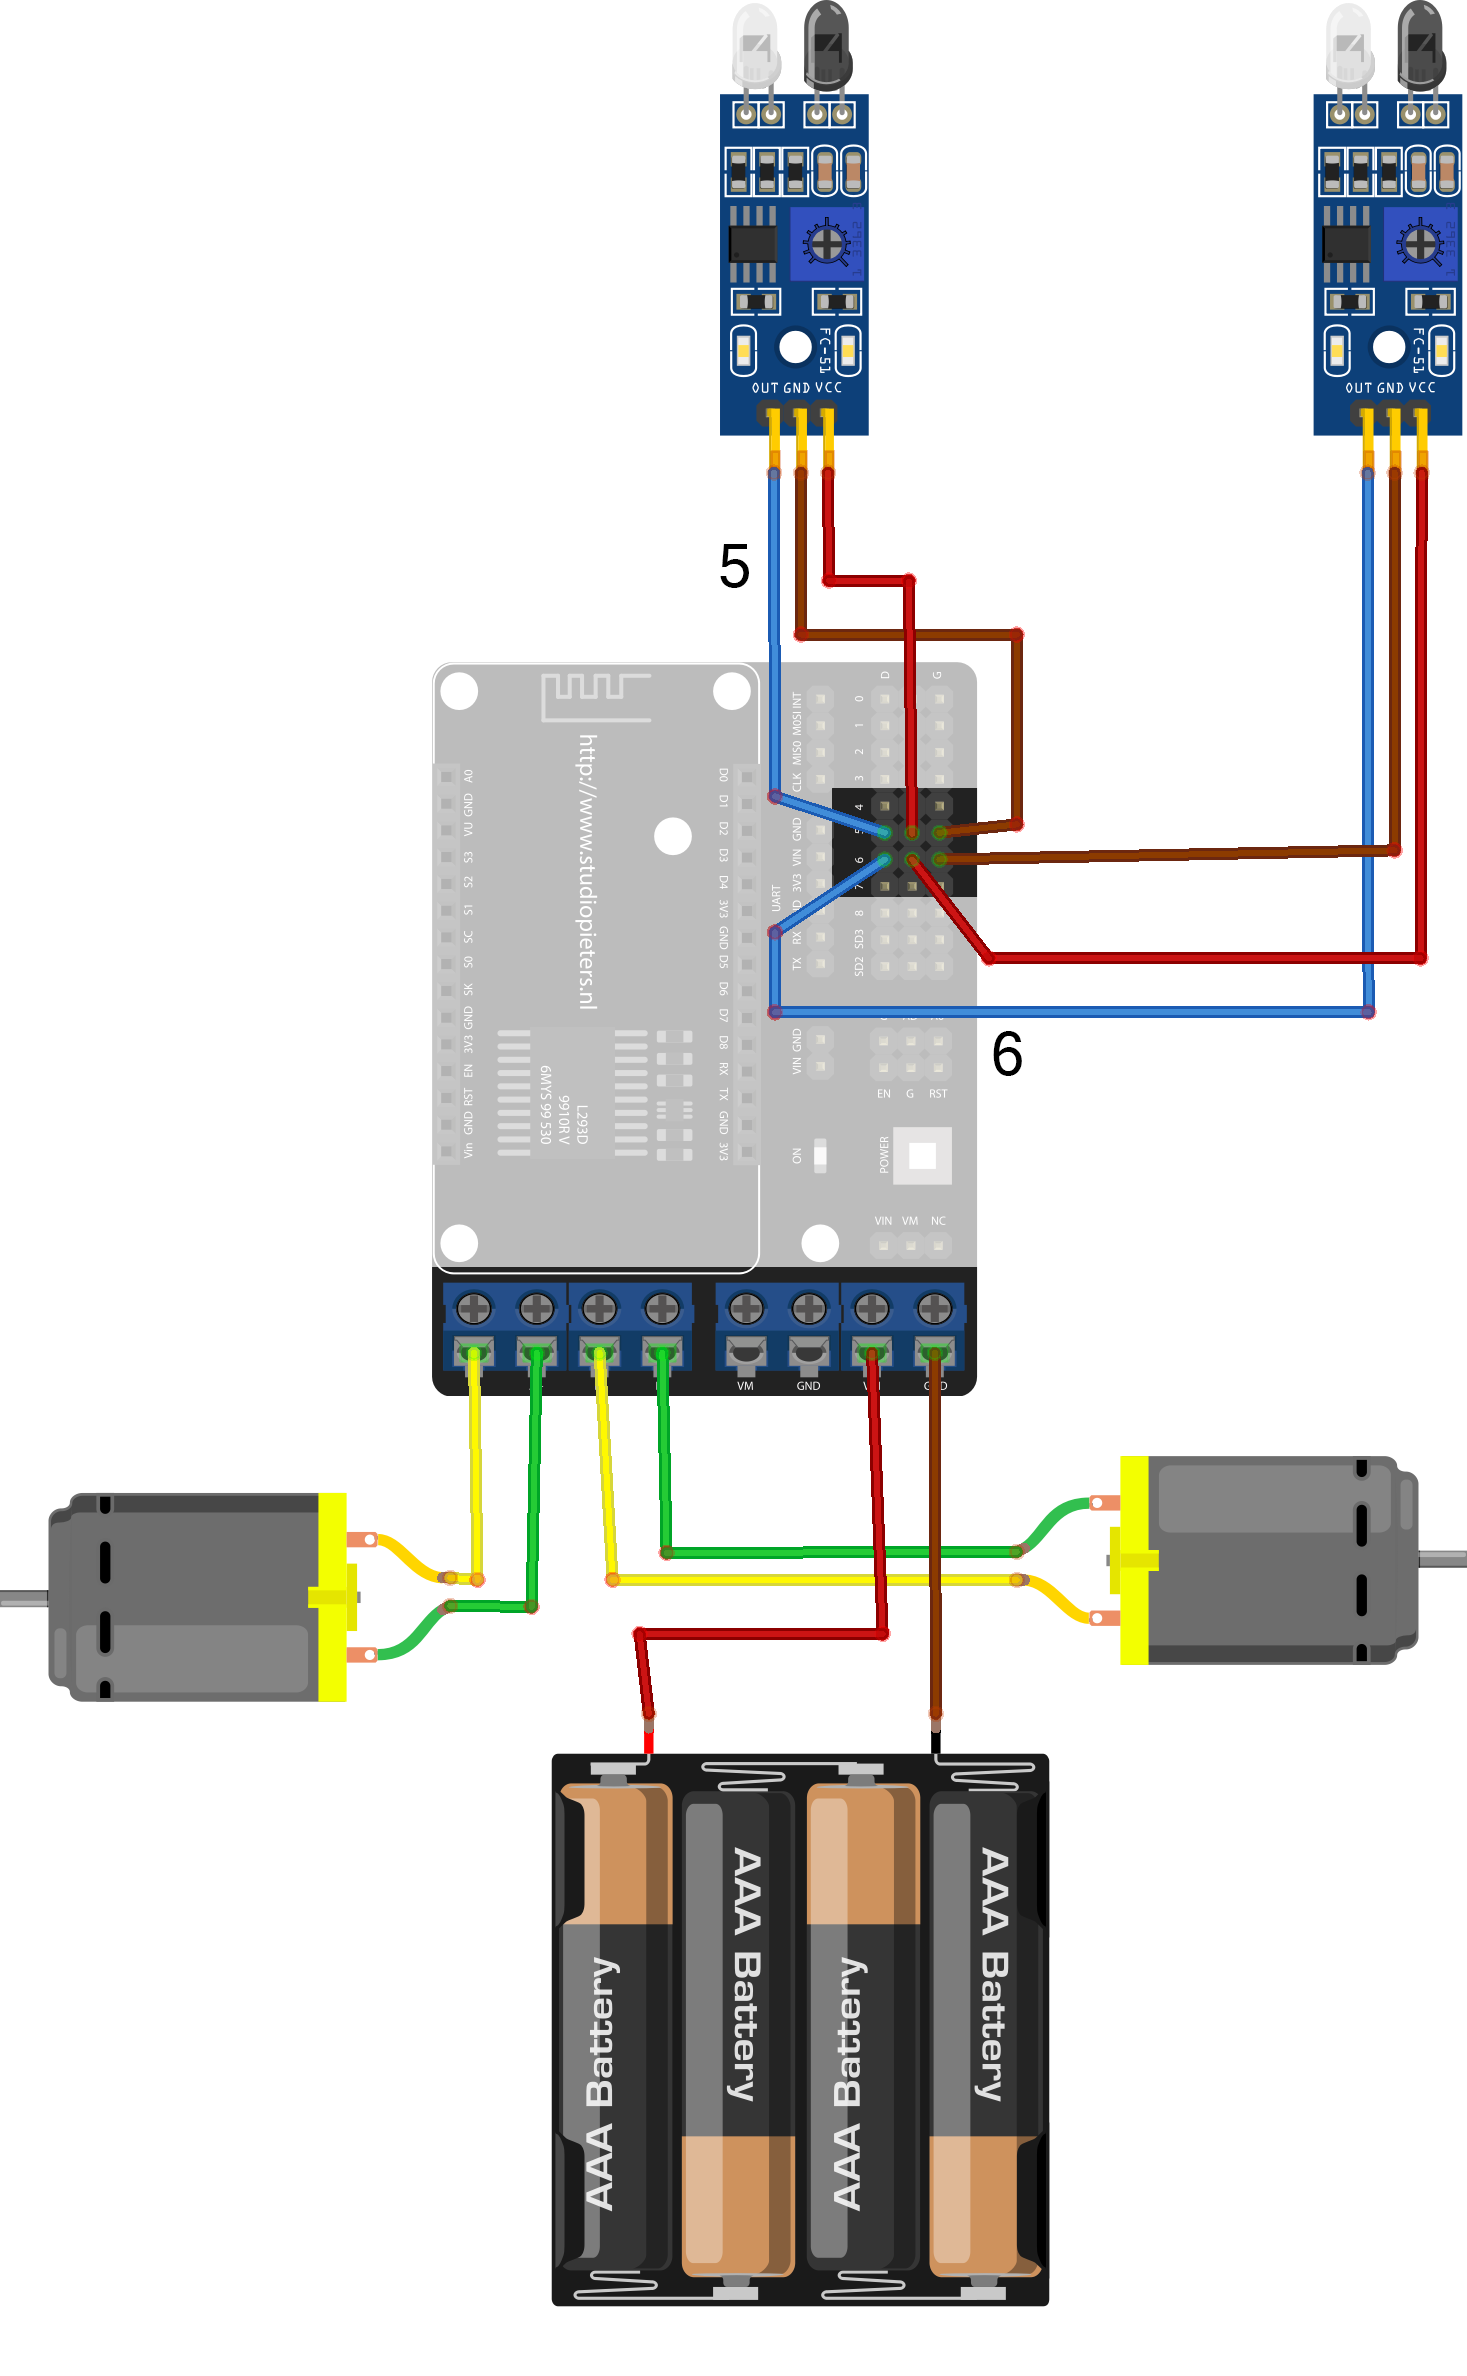 OUT GND VCC
FC-51
OUT GND VCC
FC-51
5
D G
0
1
2
3
4
6
7
8
SD3
SD2
INT
MOSI
MISO
CLK
GND
VIN
3V3
RX
TX
UART
http://www.studiopieters.nl
A0
GND
VU
S3
S2
S1
SC
S0
SK
GND
3V3
EN
RST
GND
Vin
D0
D1
D2
D3
D4
3V3
GND
D5
D6
D7
D8
RX
TX
GND
3V3
L293D
9910R V
6MYS 99 530
VIN GND
6
EN G RST
ON
POWER
VIN VM NC
VM GND
AAA Battery
AAA Battery
AAA Battery
AAA Battery